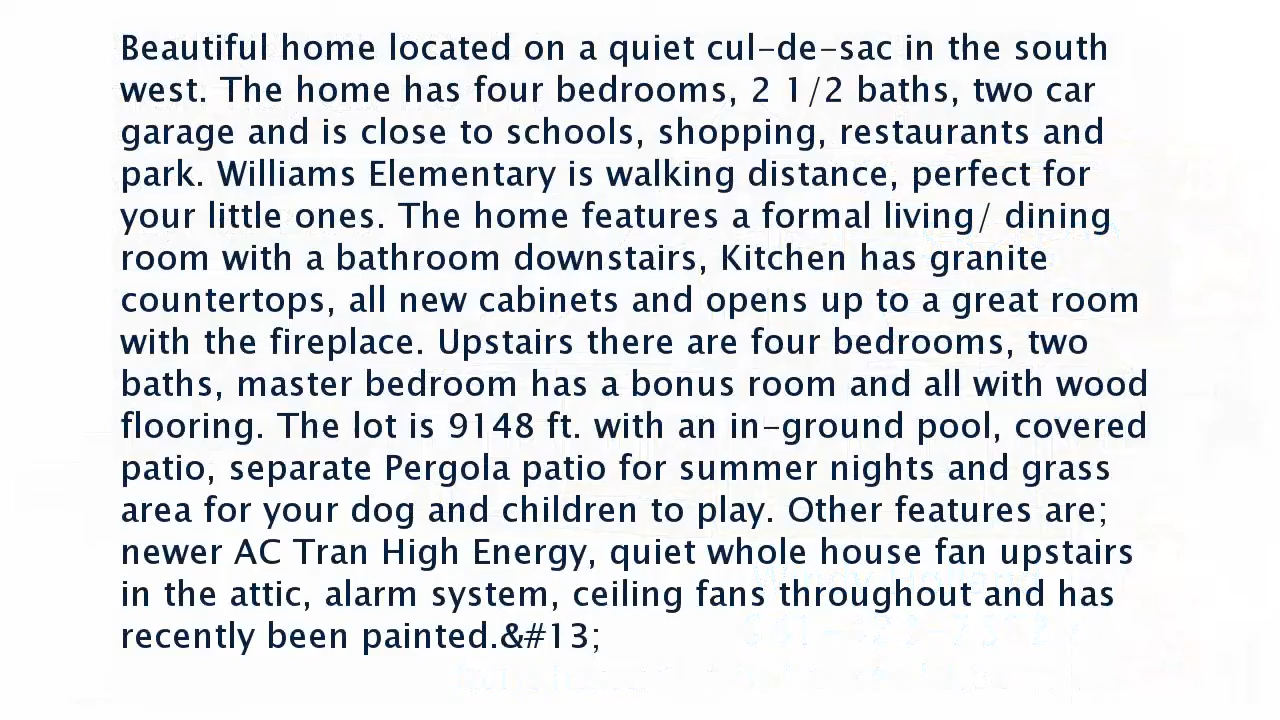 Beautiful home located on a quiet cul-de-sac in the south
west. The home has four bedrooms, 2 1/2 baths, two car
garage and is close to schools, shopping, restaurants and
park. Williams Elementary is walking distance, perfect for
your little ones. The home features a formal living/ dining
room with a bathroom downstairs, Kitchen has granite
countertops, all new cabinets and opens up to a great room
with the fireplace. Upstairs there are four bedrooms, two
baths, master bedroom has a bonus room and all with wood
flooring. The lot is 9148 ft. with an in-ground pool, covered
patio, separate Pergola patio for summer nights and grass
area for your dog and children to play. Other features are;
newer AC Tran High Energy, quiet whole house fan upstairs
in the attic, alarm system, ceiling fans throughout and has
recently been painted.&#13;